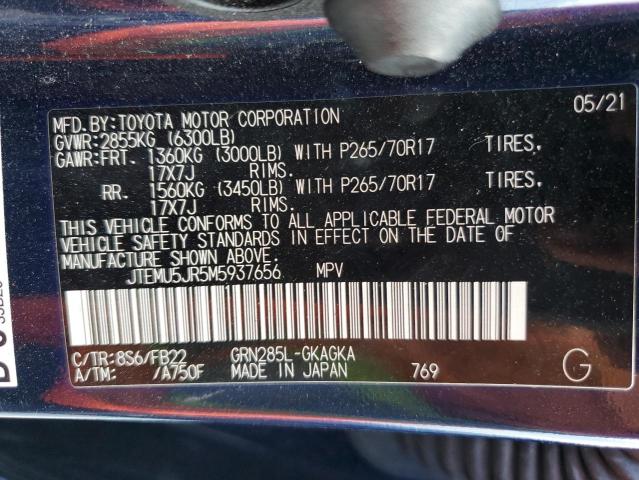 MFD.BY:TOYOTA MOTOR CORPORATION 05/21
GVWR:2855KG (6300LB)
GAWR:FRT. 1360KG (3000LB) WITH P265/70R17 TIRES,
17X7J RIMS.
RR. 1560KG (3450LB) WITH P265/70R17 TIRES,
17X7J RIMS.
THIS VEHICLE CONFORMS TO ALL APPLICABLE FEDERAL MOTOR
VEHICLE SAFETY STANDARDS IN EFFECT ON THE DATE OF
MANUFACTURE SHOWN ABOVE.
JTEMU5JR5M5937656 MPV
C/TR:8S6/FB22 GRN285L-GKAGKA
A/TM: /A750F MADE IN JAPAN 769 G